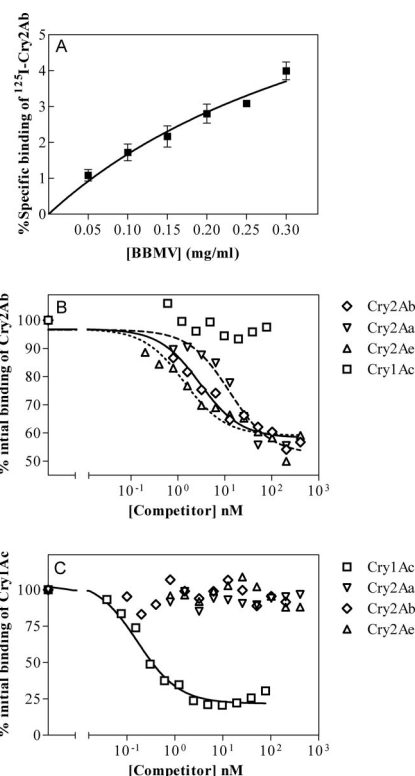 A
%Specific binding of ¹²⁵I-Cry2Ab
5
4
3
2
1
0
0.05 0.10 0.15 0.20 0.25 0.30
[BBMV] (mg/ml)
B
% initial binding of Cry2Ab
100
90
80
70
60
50
10⁻¹ 10⁰ 10¹ 10² 10³
[Competitor] nM
Cry2Ab
Cry2Aa
Cry2Ae
Cry1Ac
C
% initial binding of Cry1Ac
100
75
50
25
0
10⁻¹ 10⁰ 10¹ 10² 10³
[Competitor] nM
Cry1Ac
Cry2Aa
Cry2Ab
Cry2Ae